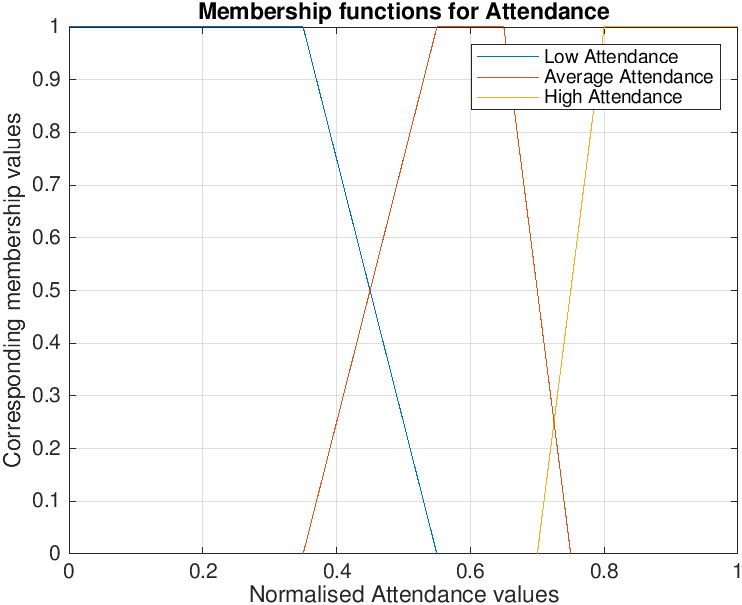 Membership functions for Attendance
Low Attendance
Average Attendance
High Attendance
Corresponding membership values
1
0.9
0.8
0.7
0.6
0.5
0.4
0.3
0.2
0.1
0
0 0.2 0.4 0.6 0.8 1
Normalised Attendance values